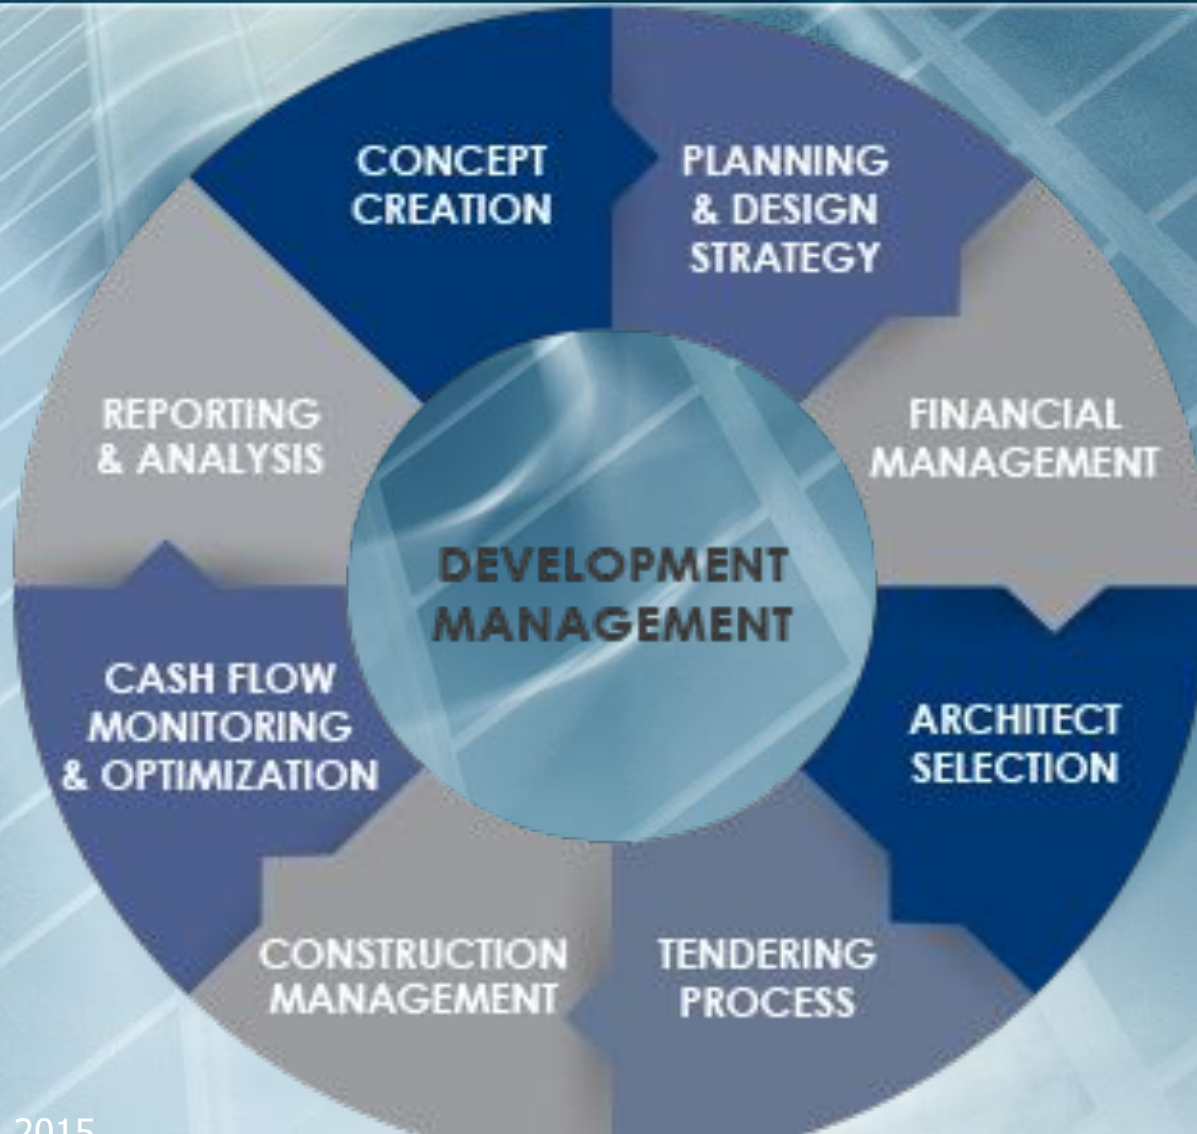 CONCEPT
CREATION
PLANNING
& DESIGN
STRATEGY
FINANCIAL
MANAGEMENT
ARCHITECT
SELECTION
TENDERING
PROCESS
CONSTRUCTION
MANAGEMENT
CASH FLOW
MONITORING
& OPTIMIZATION
REPORTING
& ANALYSIS
DEVELOPMENT
MANAGEMENT
2015